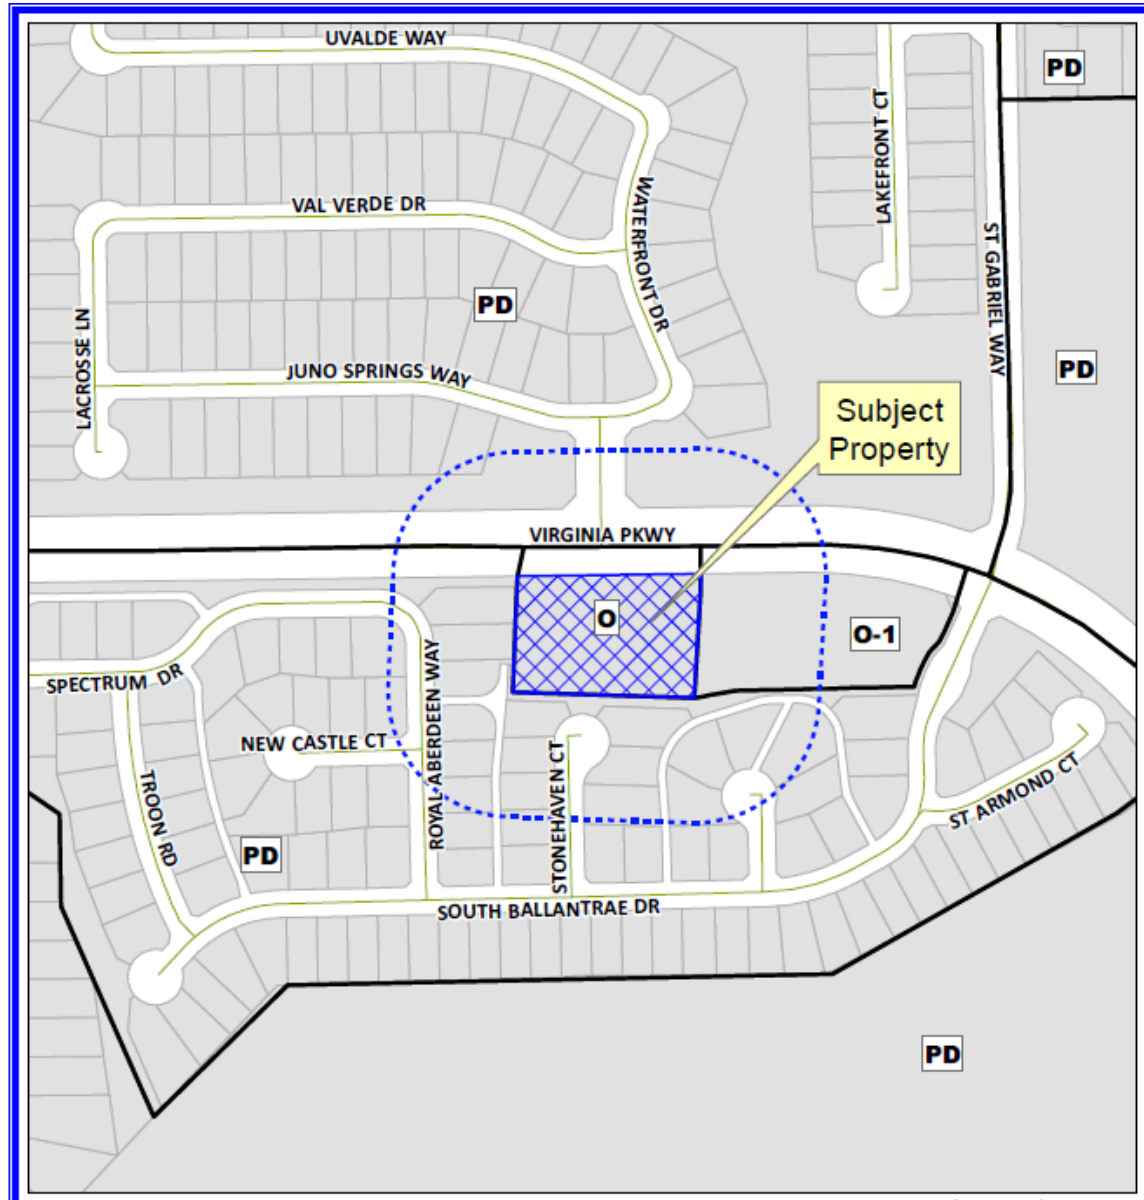 UVALDE WAY
PD
LAKEFRONT CT
VAL VERDE DR
WATERFRONT DR
ST GABRIEL WAY
PD
LACROSSE LN
JUNO SPRINGS WAY
PD
Subject
Property
VIRGINIA PKWY
O
O-1
SPECTRUM DR
ROYAL ABERDEEN WAY
NEW CASTLE CT
STONEHAVEN CT
TROON RD
ST ARMOND CT
PD
SOUTH BALLANTRAE DR
PD